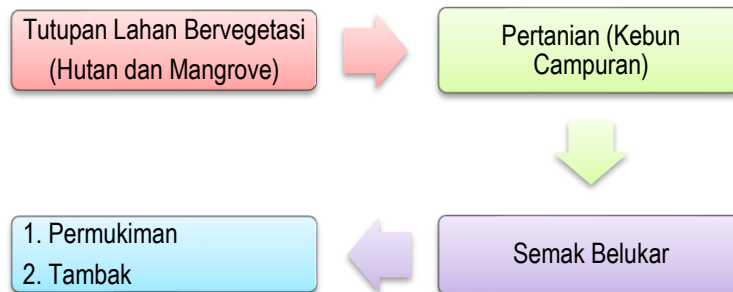 Tutupan Lahan Bervegetasi
(Hutan dan Mangrove)
Pertanian (Kebun
Campuran)
Semak Belukar
1. Permukiman
2. Tambak